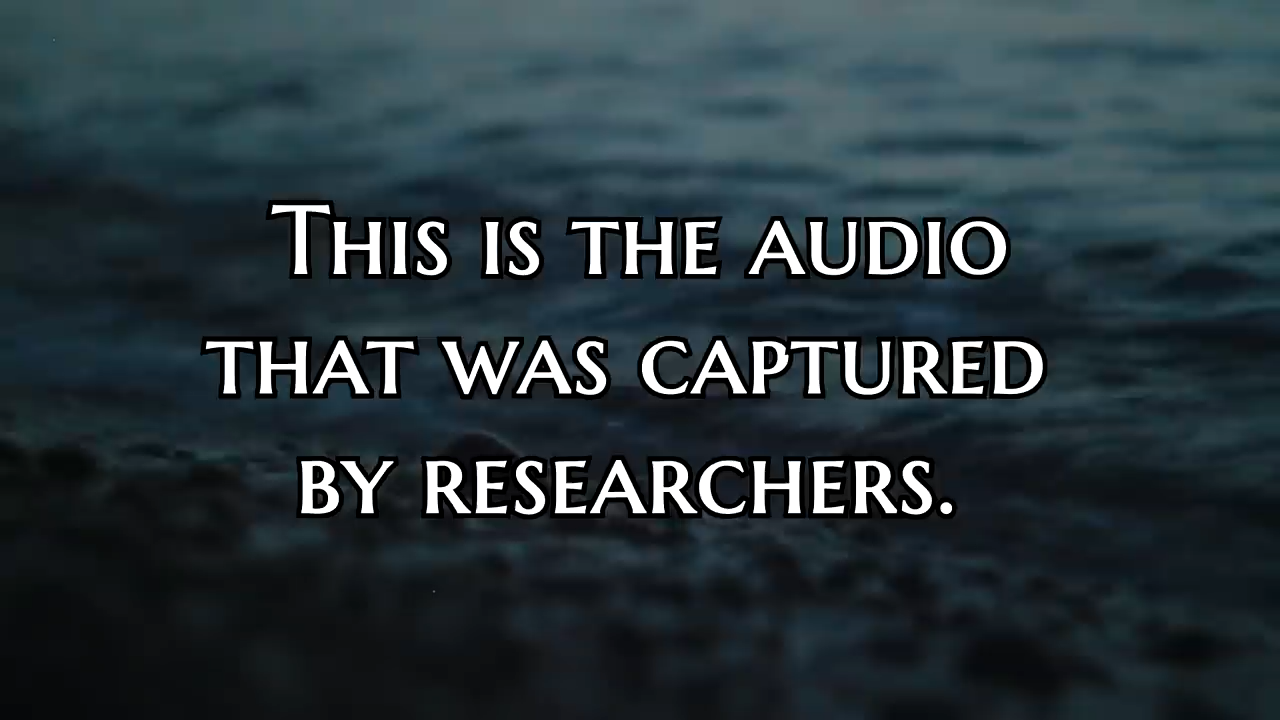 This is the audio
that was captured
by researchers.